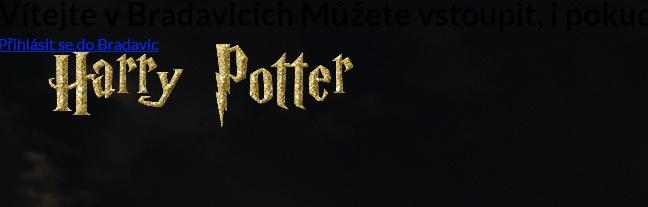 Vítejte v Bradavicích Můžete vstoupit, i pokud
Přihlásit se do Bradavic
Harry Potter